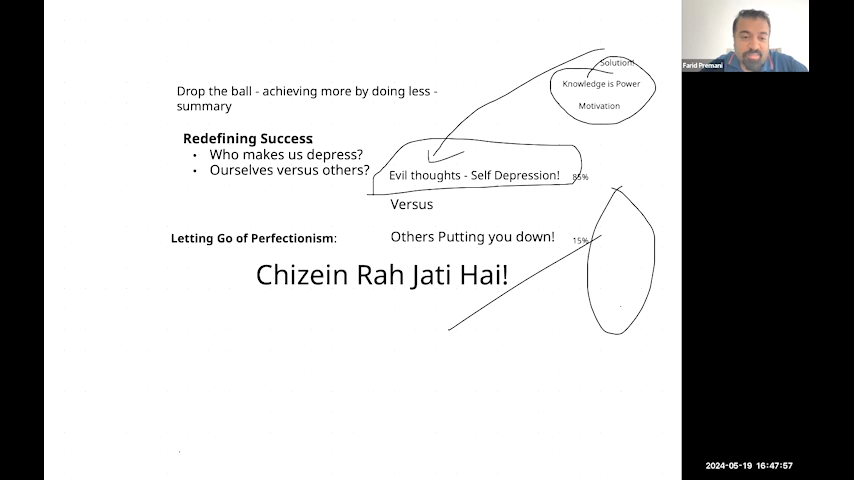 Solution!
Farid Premani
Knowledge is Power
Drop the ball - achieving more by doing less -
summary
Motivation
Redefining Success
• Who makes us depress?
• Ourselves versus others?
Evil thoughts - Self Depression! 85%
Versus
Letting Go of Perfectionism:
Others Putting you down! 15%
Chizein Rah Jati Hai!
2024-05-19 16:47:57